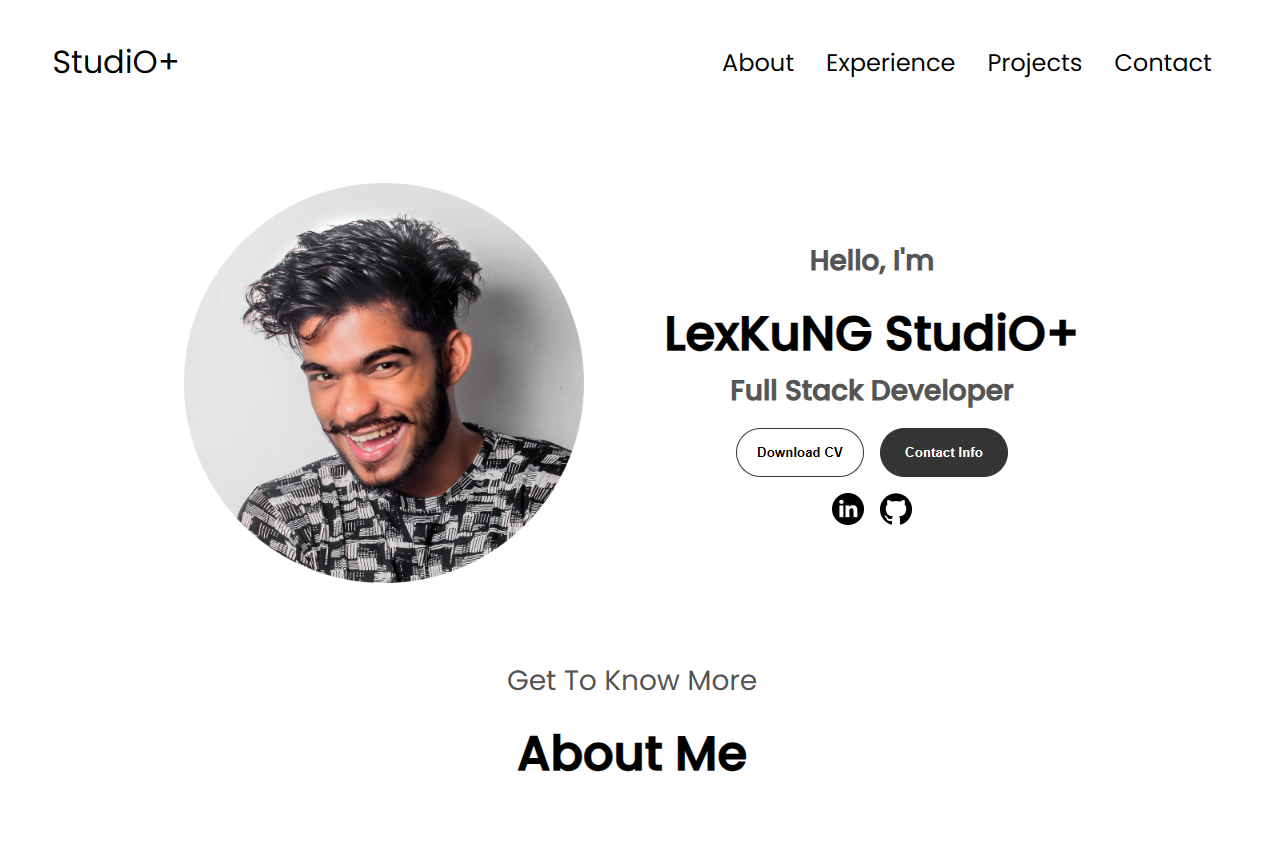 StudiO+
About Experience Projects Contact
Hello, I'm
LexKuNG StudiO+
Full Stack Developer
Download CV Contact Info
in
Get To Know More
About Me